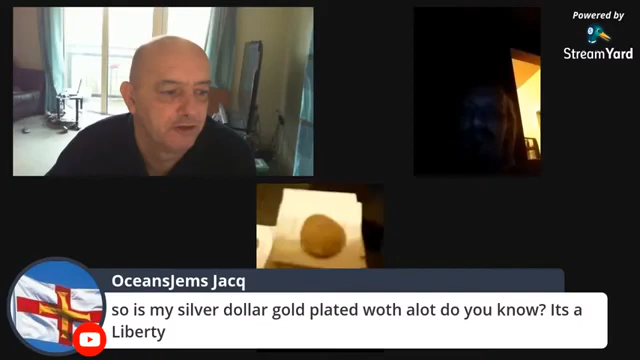 Powered by
StreamYard
OceansJems Jacq
so is my silver dollar gold plated woth alot do you know? Its a
Liberty